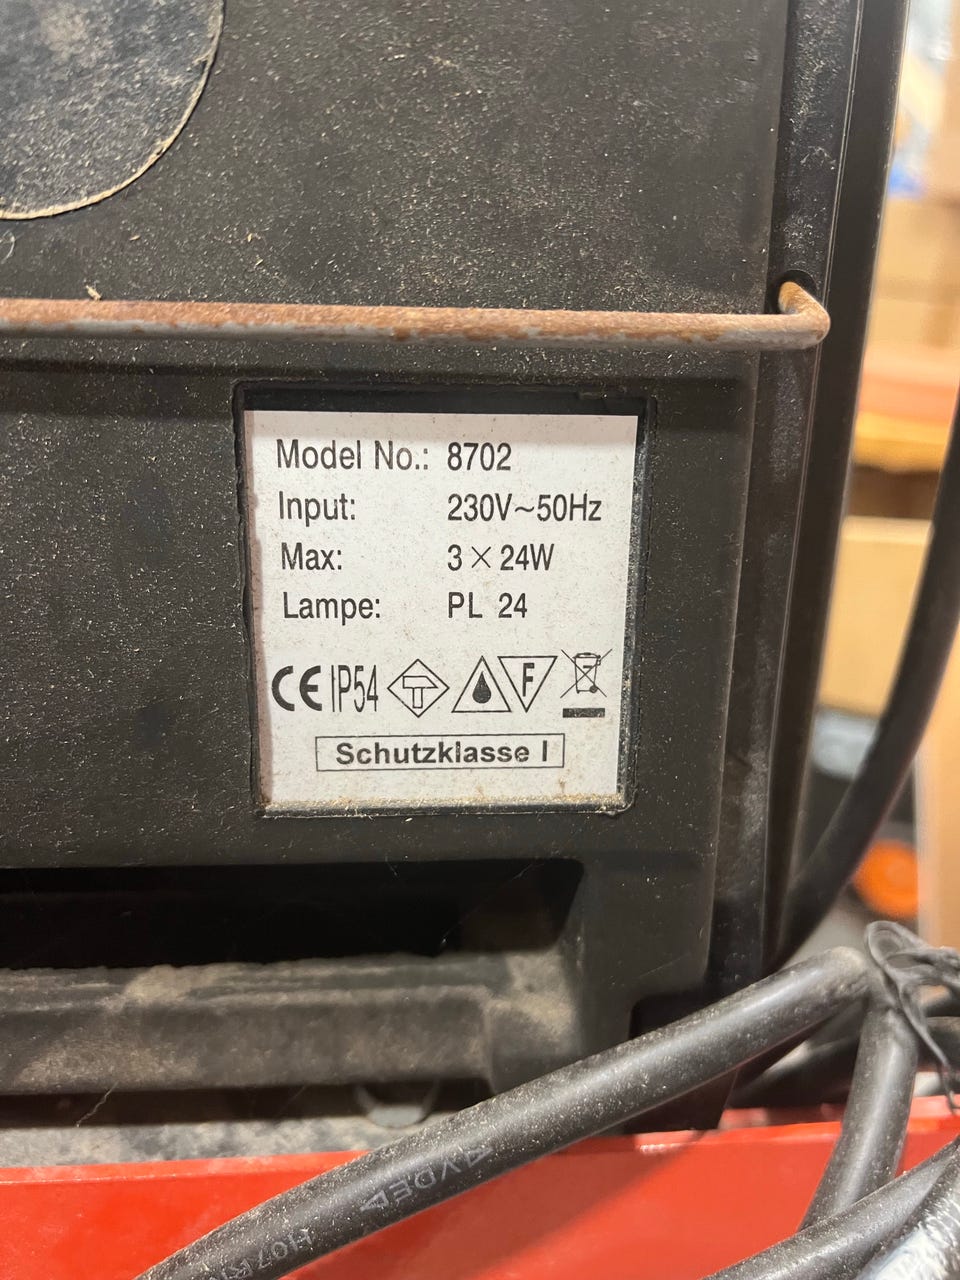 Model No.: 8702
Input: 230V~50Hz
Max: 3 × 24W
Lampe: PL 24
CE IP54 T F
Schutzklasse I